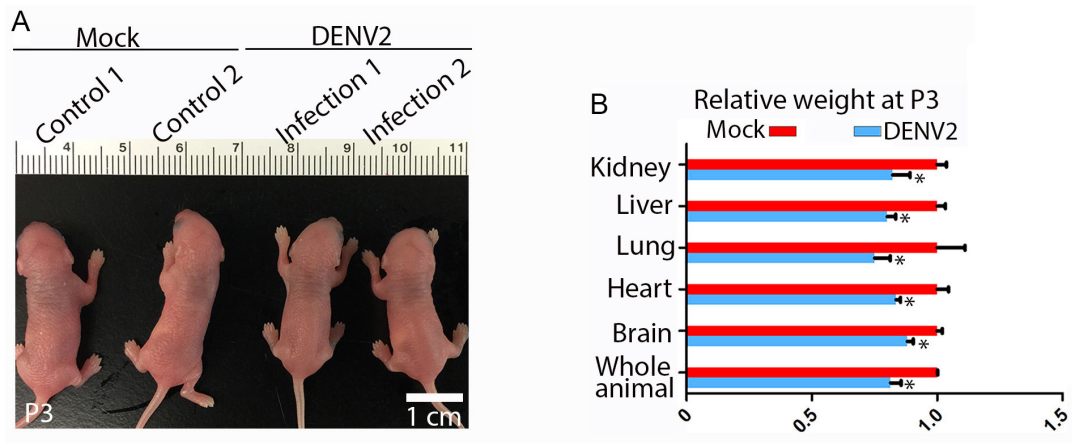 A
Mock DENV2
Control 1 Control 2 Infection 1 Infection 2
4 5 6 7 8 9 10 11
P3
1 cm
B
Relative weight at P3
Mock DENV2
Kidney
*
Liver
*
Lung
*
Heart
*
Brain
*
Whole
animal
*
0 0.5 1.0 1.5